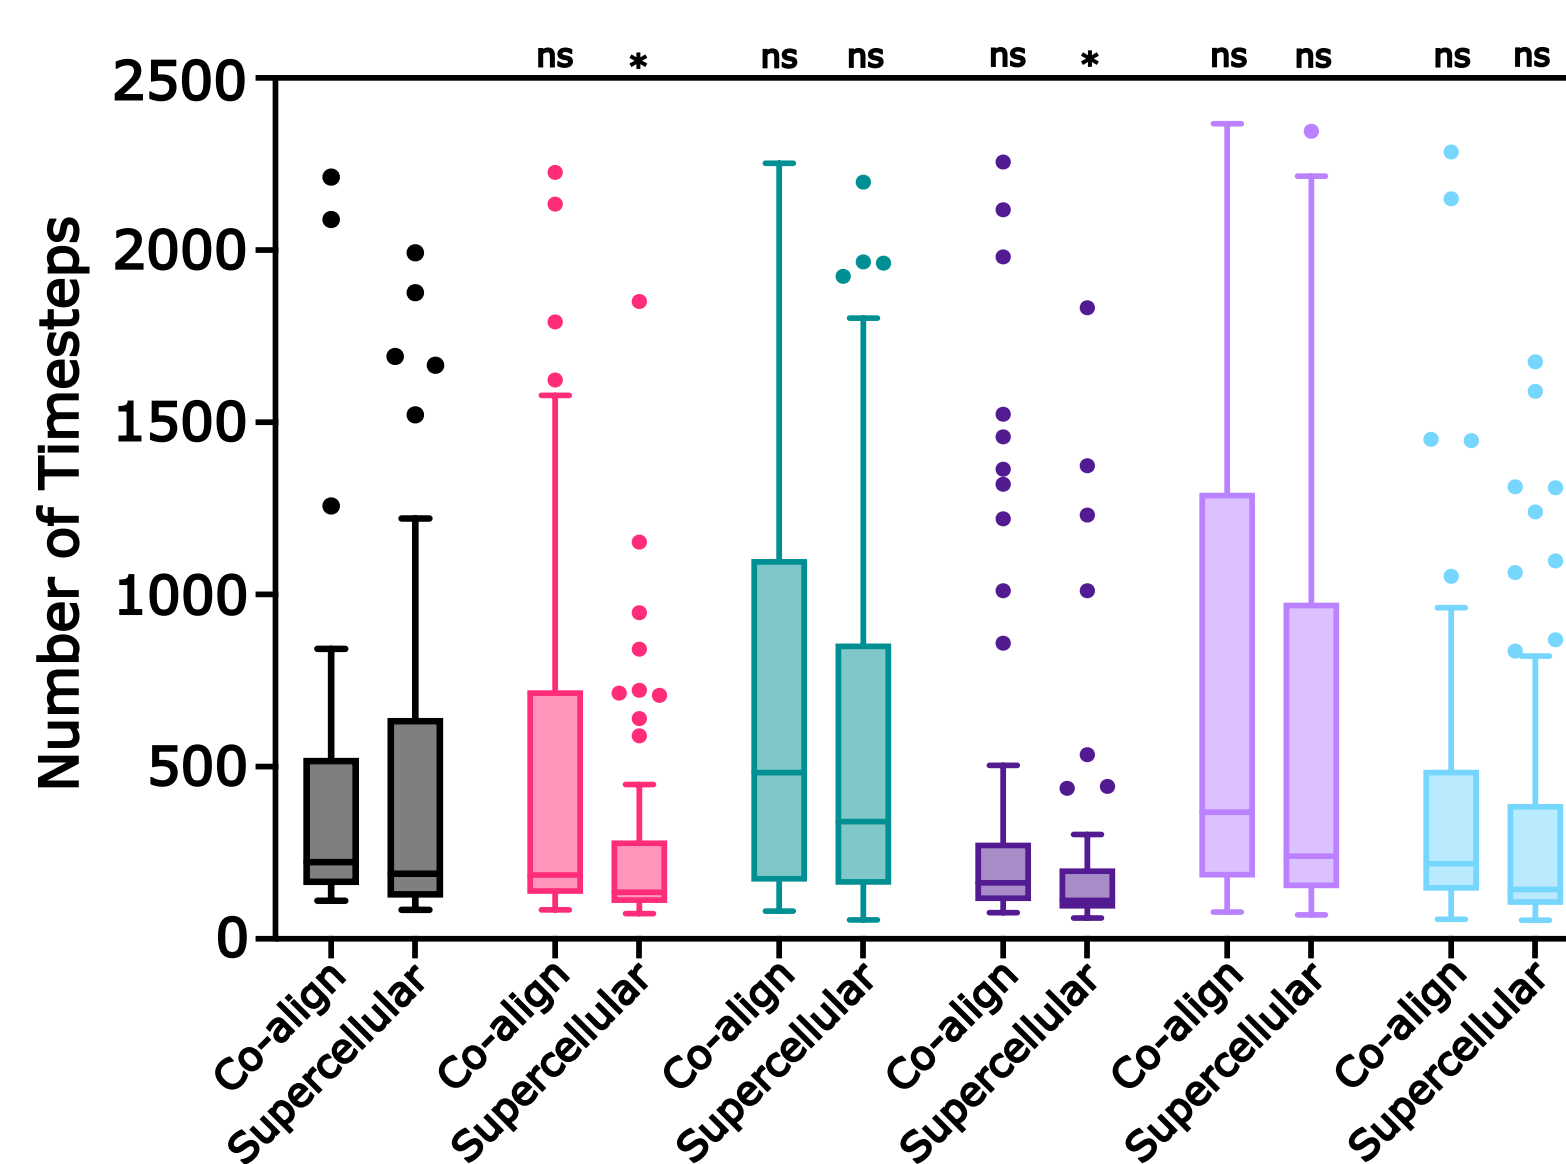 ns * ns ns ns * ns ns ns ns
2500
2000
1500
1000
500
0
Number of Timesteps
Co-align
Supercellular
Co-align
Supercellular
Co-align
Supercellular
Co-align
Supercellular
Co-align
Supercellular
Co-align
Supercellular